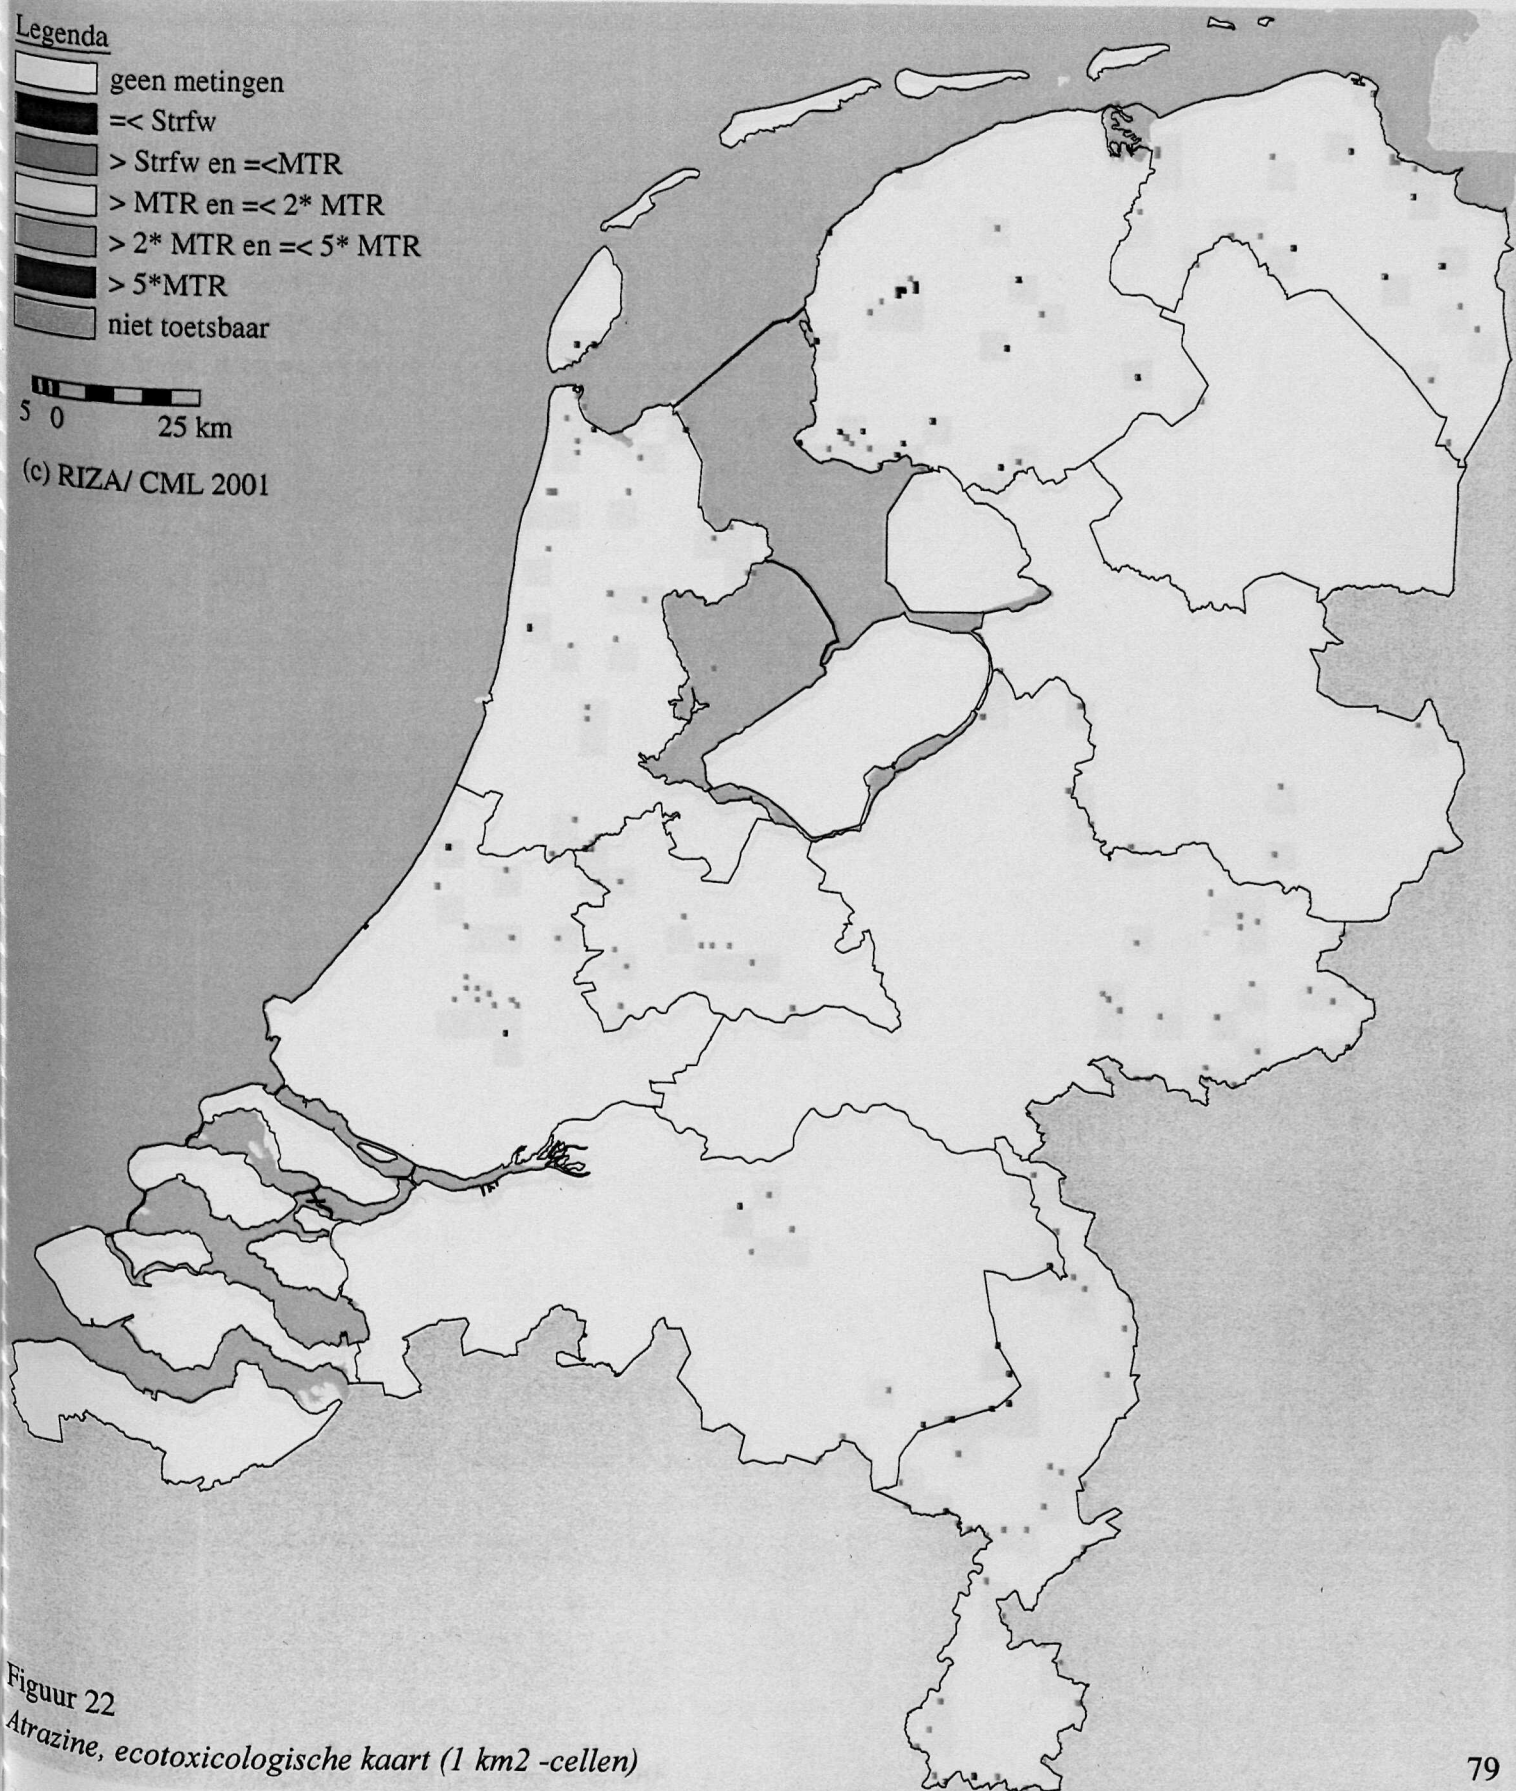 Legenda
geen metingen
=< Strfw
> Strfw en =<MTR
> MTR en =< 2* MTR
> 2* MTR en =< 5* MTR
> 5*MTR
niet toetsbaar
5 0 25 km
(c) RIZA/ CML 2001
Figuur 22
Atrazine, ecotoxicologische kaart (1 km2 -cellen)
79